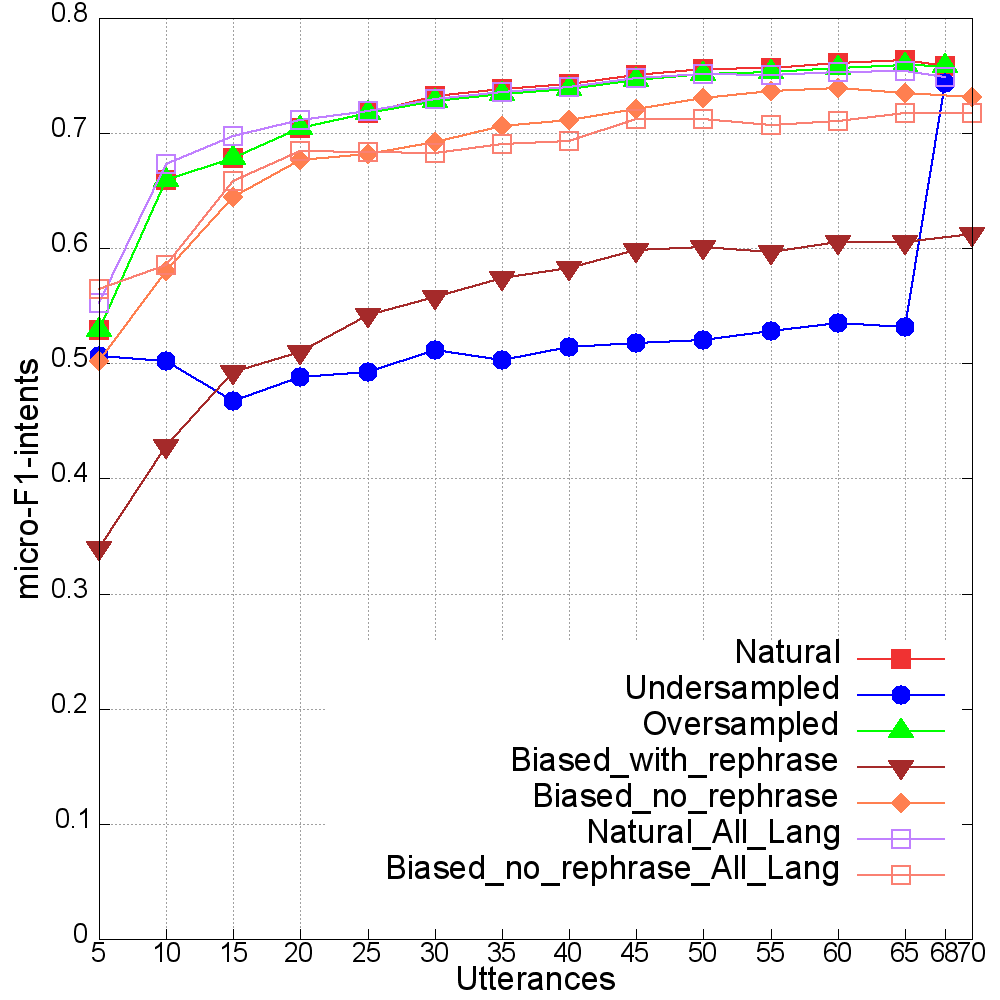 0.8
0.7
0.6
0.5
0.4
0.3
0.2
0.1
0
micro-F1-intents
Natural
Undersampled
Oversampled
Biased_with_rephrase
Biased_no_rephrase
Natural_All_Lang
Biased_no_rephrase_All_Lang
5 10 15 20 25 30 35 40 45 50 55 60 65 68 70
Utterances